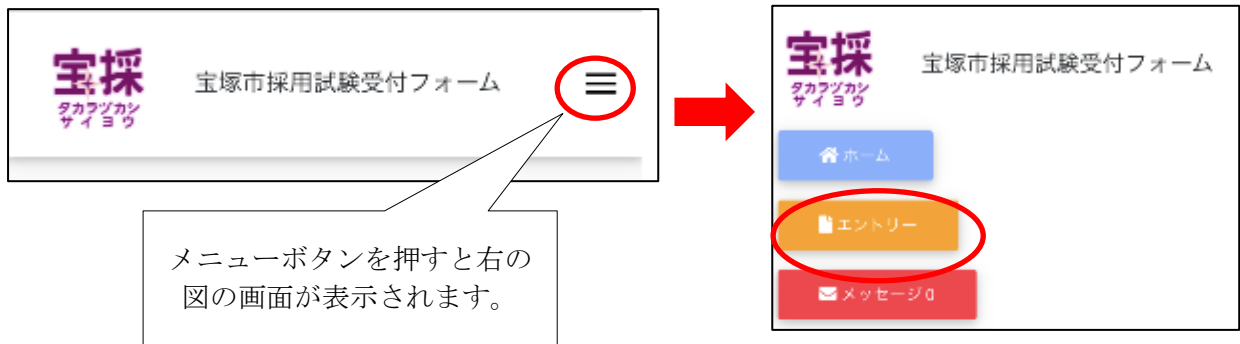 宝採
タカラヅカシ
サイヨウ
宝塚市採用試験受付フォーム
メニューボタンを押すと右の
図の画面が表示されます。
宝採
タカラヅカシ
サイヨウ
宝塚市採用試験受付フォーム
ホーム
エントリー
メッセージ 0